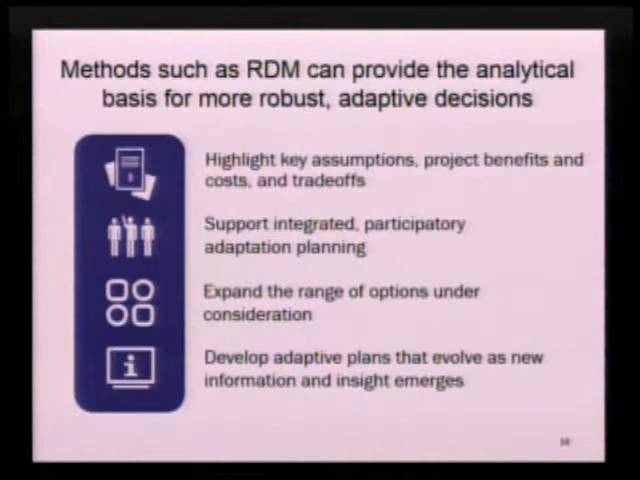 Methods such as RDM can provide the analytical
basis for more robust, adaptive decisions
Highlight key assumptions, project benefits and
costs, and tradeoffs
Support integrated, participatory
adaptation planning
Expand the range of options under
consideration
Develop adaptive plans that evolve as new
information and insight emerges